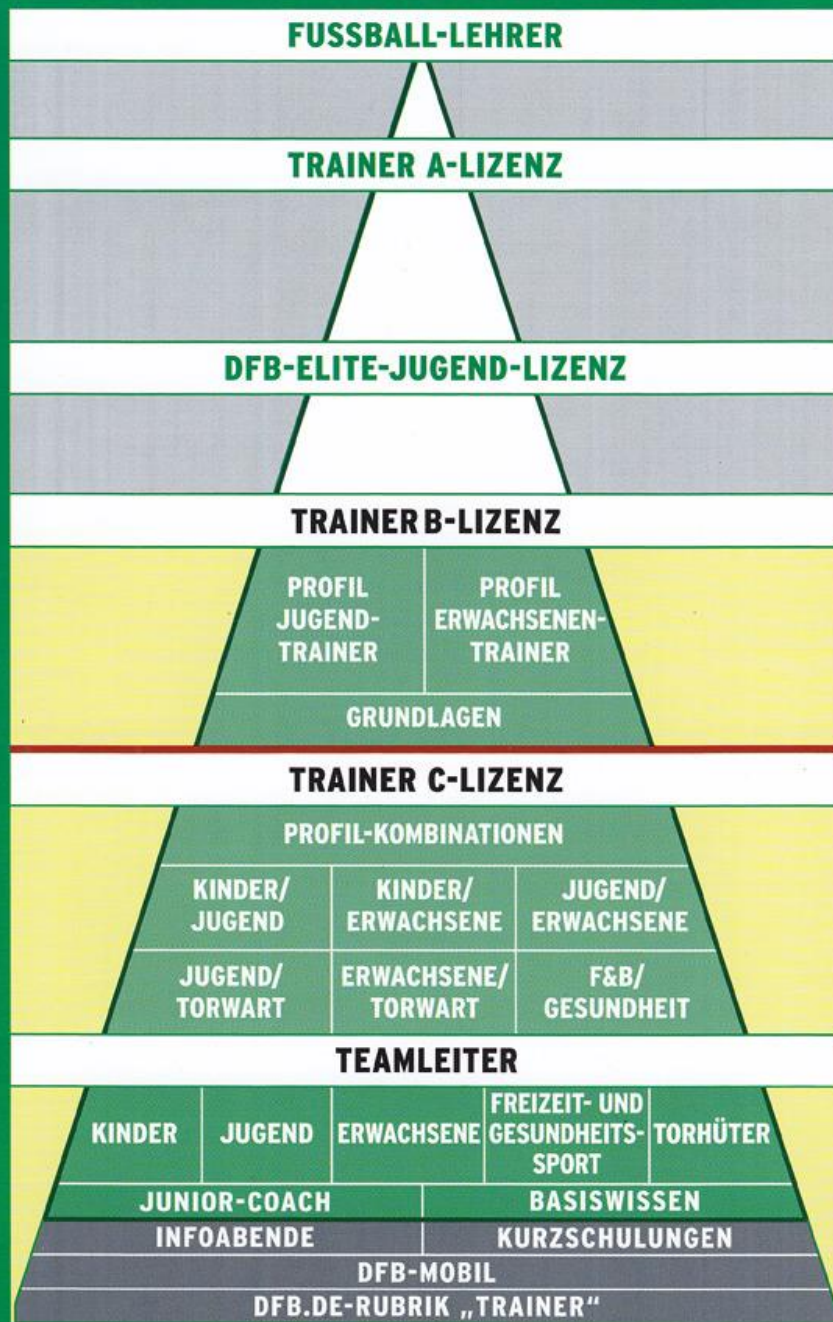 FUSSBALL-LEHRER
TRAINER A-LIZENZ
DFB-ELITE-JUGEND-LIZENZ
TRAINER B-LIZENZ
PROFIL
JUGEND-
TRAINER
PROFIL
ERWACHSENEN-
TRAINER
GRUNDLAGEN
TRAINER C-LIZENZ
PROFIL-KOMBINATIONEN
KINDER/
JUGEND
KINDER/
ERWACHSENE
JUGEND/
ERWACHSENE
JUGEND/
TORWART
ERWACHSENE/
TORWART
F&B/
GESUNDHEIT
TEAMLEITER
KINDER
JUGEND
ERWACHSENE
FREIZEIT- UND
GESUNDHEITS-
SPORT
TORHÜTER
JUNIOR-COACH
BASISWISSEN
INFOABENDE
KURZSCHULUNGEN
DFB-MOBIL
DFB.DE-RUBRIK „TRAINER“